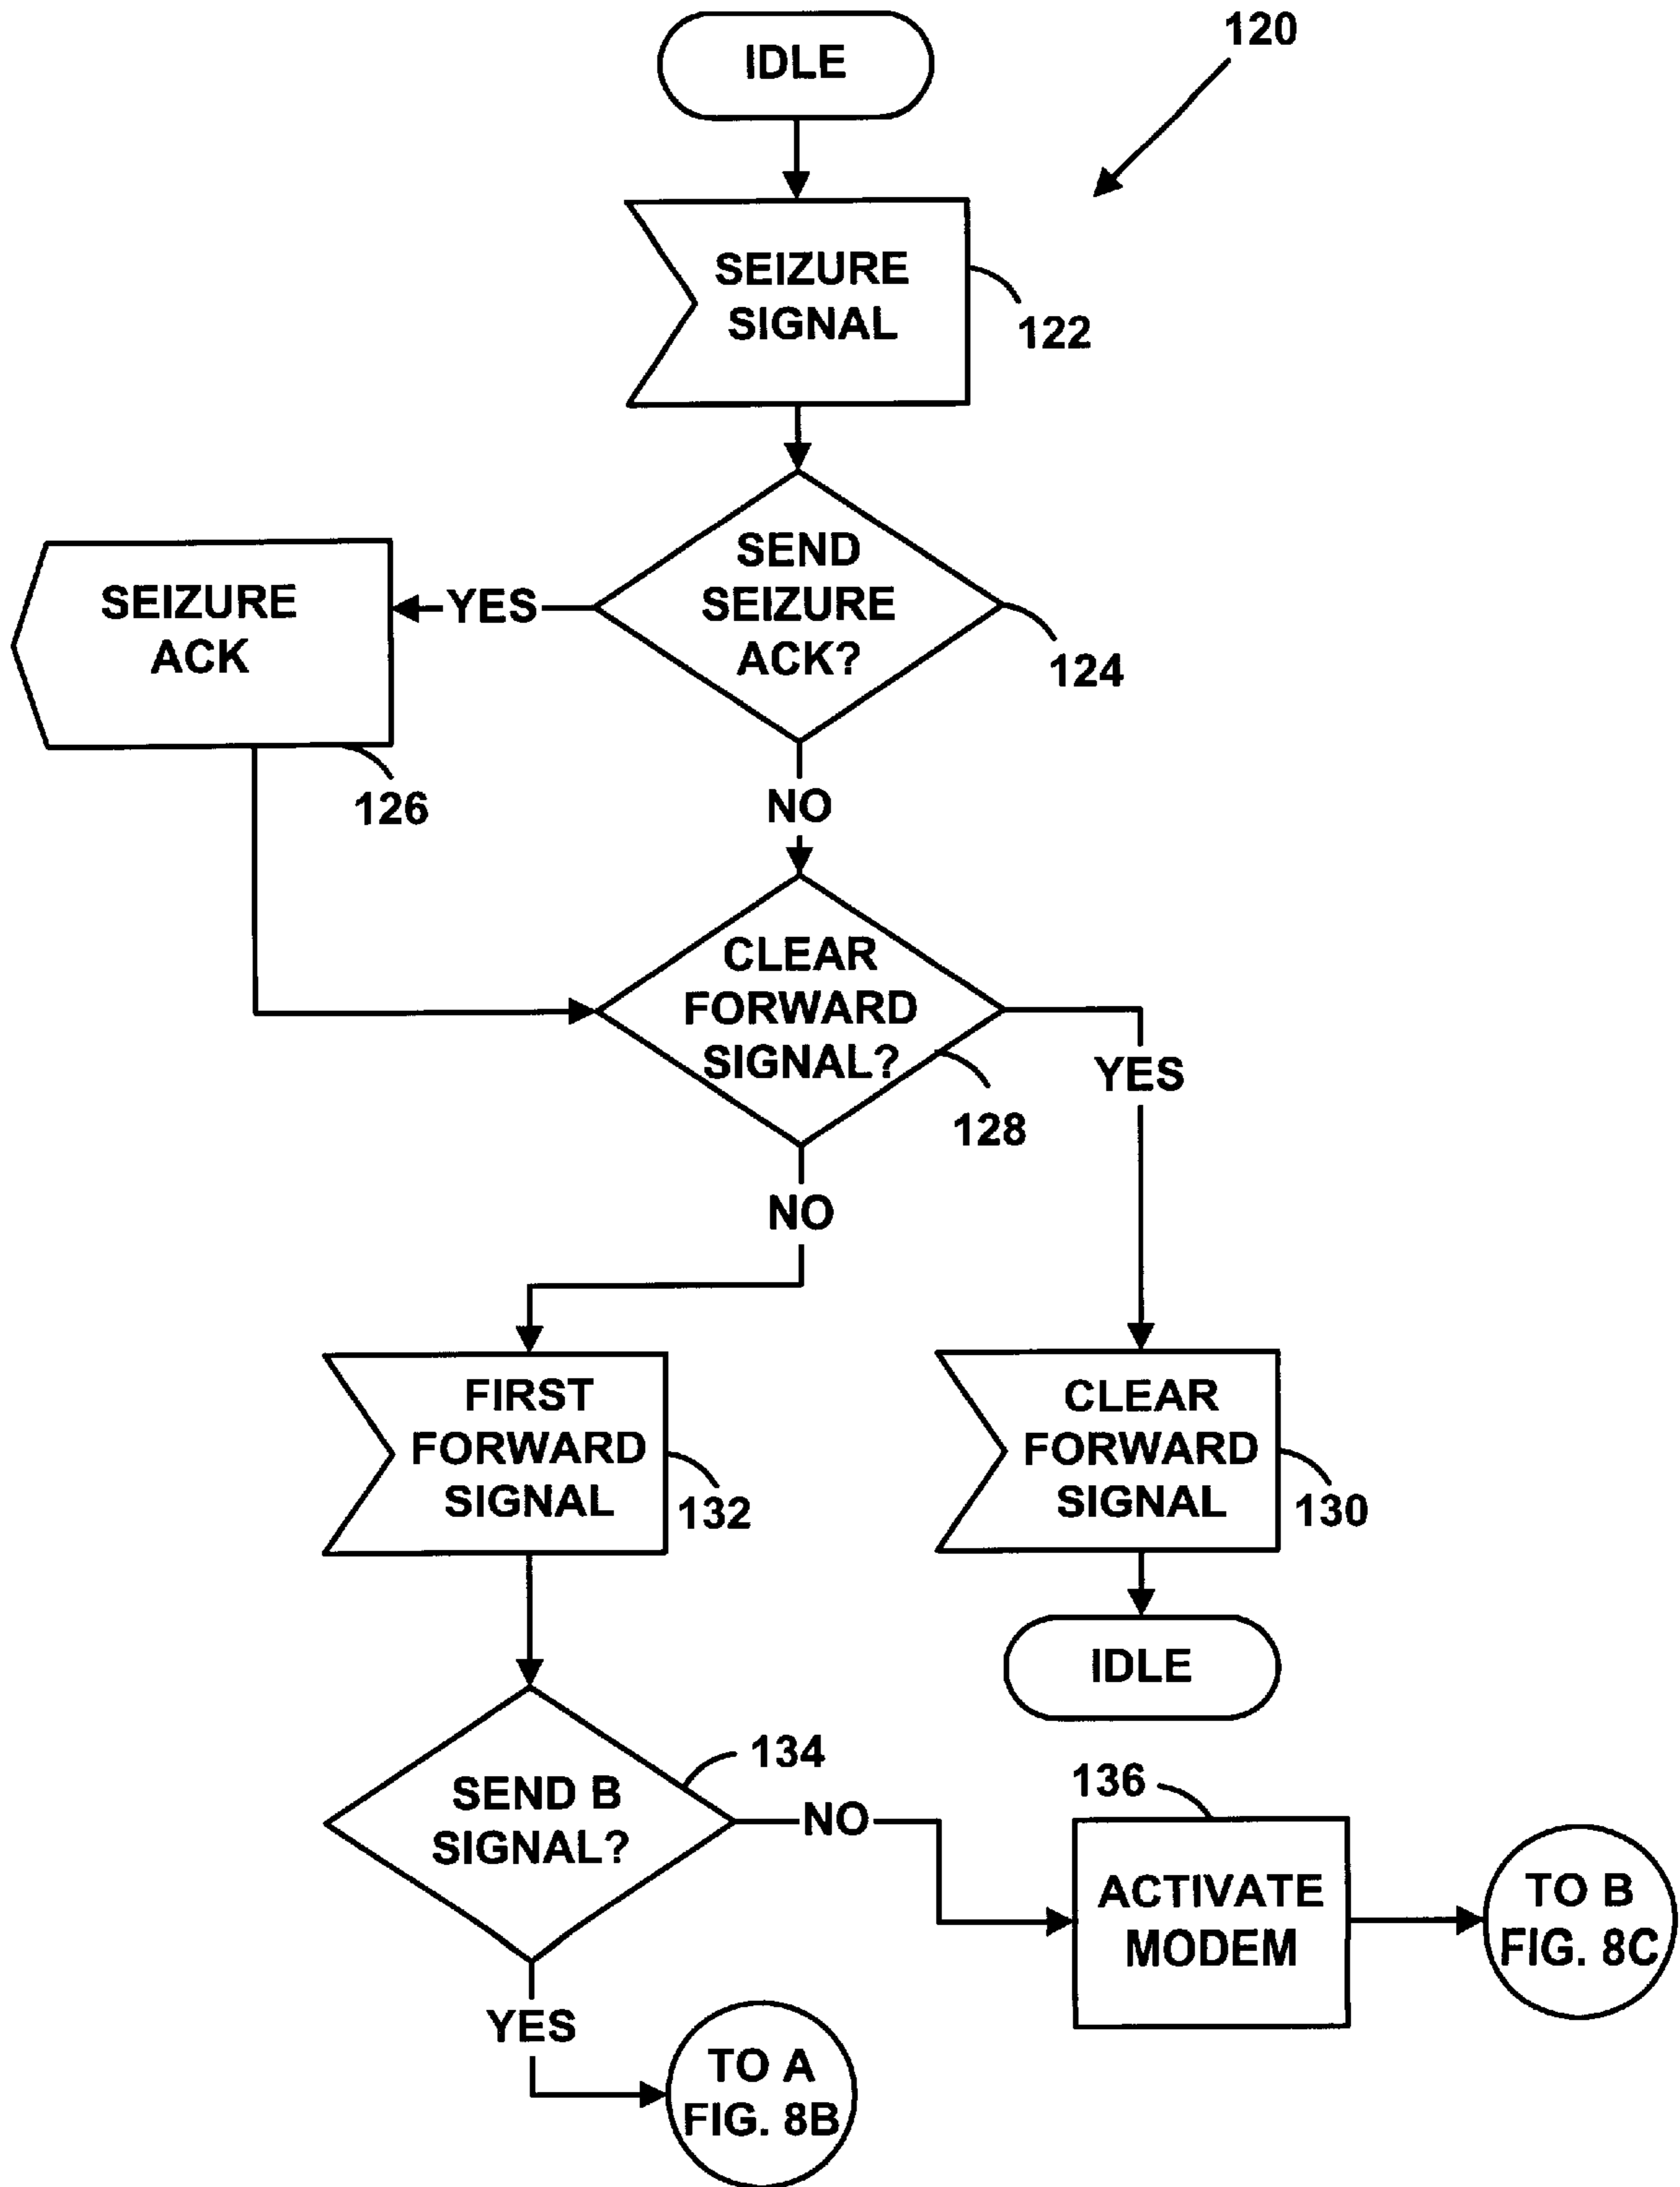 IDLE
120
SEIZURE
SIGNAL
122
SEND
SEIZURE
ACK?
124
YES
SEIZURE
ACK
126
NO
CLEAR
FORWARD
SIGNAL?
128
YES
NO
FIRST
FORWARD
SIGNAL
132
CLEAR
FORWARD
SIGNAL
130
IDLE
SEND B
SIGNAL?
134
NO
136
ACTIVATE
MODEM
TO B
FIG. 8C
YES
TO A
FIG. 8B